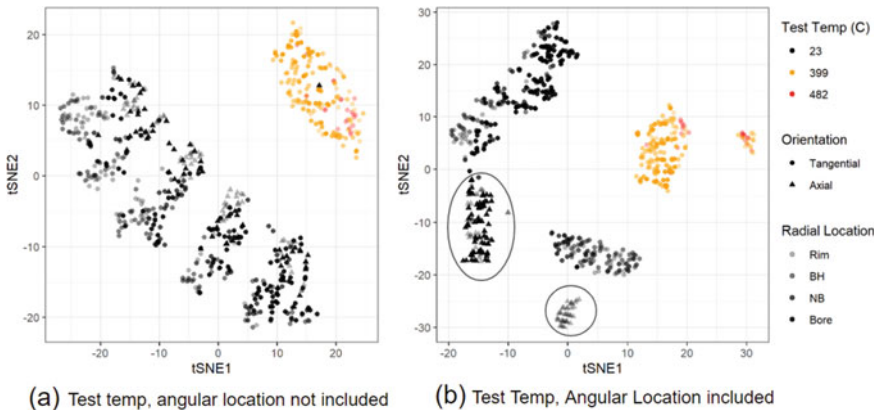 20
10
0
-10
-20
tSNE2
-20
-10
0
10
20
tSNE1
(a) Test temp, angular location not included
30
20
10
0
-10
-20
-30
tSNE2
-20
-10
0
10
20
30
tSNE1
(b) Test Temp, Angular Location included
Test Temp (C)
23
399
482
Orientation
Tangential
Axial
Radial Location
Rim
BH
NB
Bore